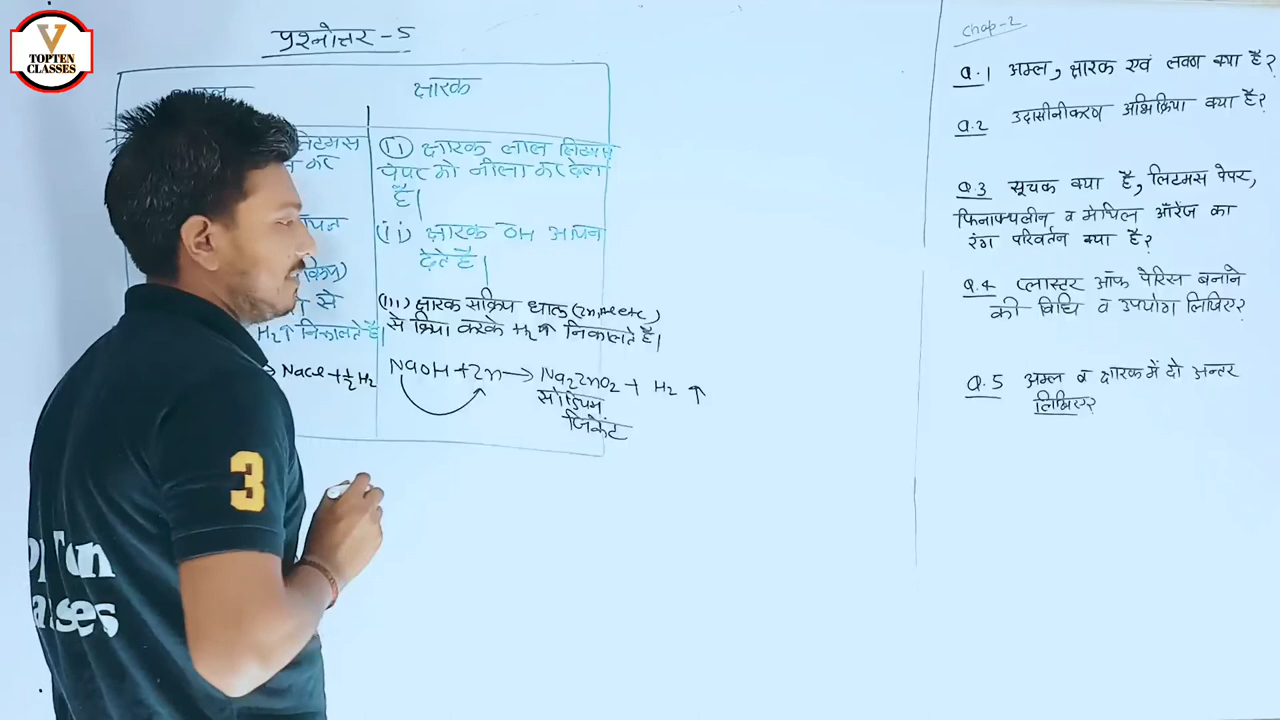 V
TOPTEN
CLASSES
प्रश्नोत्तर - 5
क्षारक
(i) क्षारक लाल लिटमस
पेपर को नीला कर देता
है।
(ii) क्षारक OH आयन
देते है।
(iii) क्षारक सक्रिय धातु (Zn, Al etc)
से क्रिया करके H₂↑ निकालते है।
NaOH + Zn → Na₂ZnO₂ + H₂ ↑
सोडियम
जिंकेट
से
H₂↑ निकालते है।
→ NaCl + ½ H₂
Chap-2
Q.1 अम्ल, क्षारक एवं लवण क्या है?
Q.2 उदासीनीकरण अभिक्रिया क्या है?
Q.3 सूचक क्या है, लिटमस पेपर,
फिनाफ्थलीन व मेथिल ऑरेंज का
रंग परिवर्तन क्या है?
Q.4 प्लास्टर ऑफ पेरिस बनाने
की विधि व उपयोग लिखिए?
Q.5 अम्ल व क्षारक में दो अन्तर
लिखिए?
3